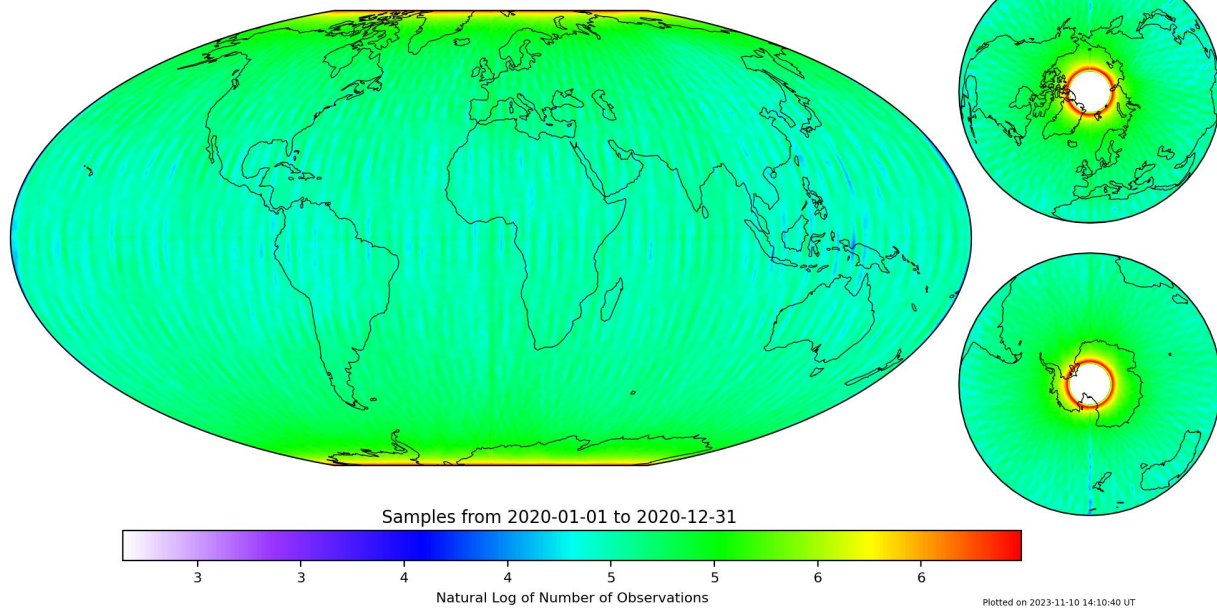 Samples from 2020-01-01 to 2020-12-31
3 3 4 4 5 5 6 6
Natural Log of Number of Observations
Plotted on 2023-11-10 14:10:40 UT